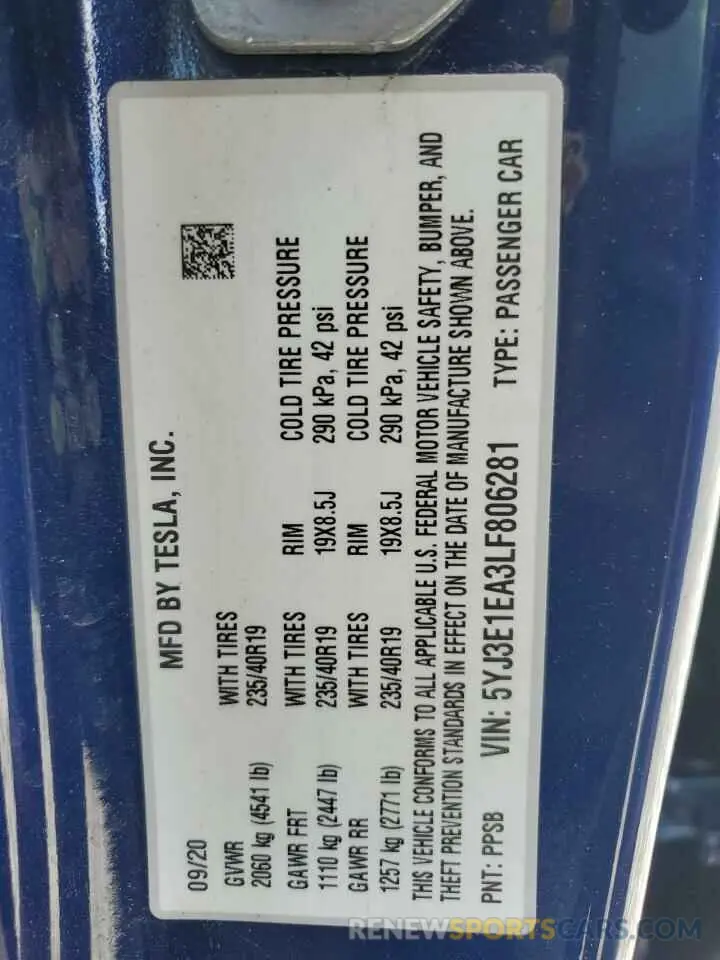 MFD BY TESLA, INC.
09/20
GVWR WITH TIRES
2060 kg (4541 lb) 235/40R19
GAWR FRT WITH TIRES RIM COLD TIRE PRESSURE
1110 kg (2447 lb) 235/40R19 19X8.5J 290 kPa, 42 psi
GAWR RR WITH TIRES RIM COLD TIRE PRESSURE
1257 kg (2771 lb) 235/40R19 19X8.5J 290 kPa, 42 psi
THIS VEHICLE CONFORMS TO ALL APPLICABLE U.S. FEDERAL MOTOR VEHICLE SAFETY, BUMPER, AND
THEFT PREVENTION STANDARDS IN EFFECT ON THE DATE OF MANUFACTURE SHOWN ABOVE.
PNT: PPSB VIN: 5YJ3E1EA3LF806281 TYPE: PASSENGER CAR
NEWSPORTSCARS.COM